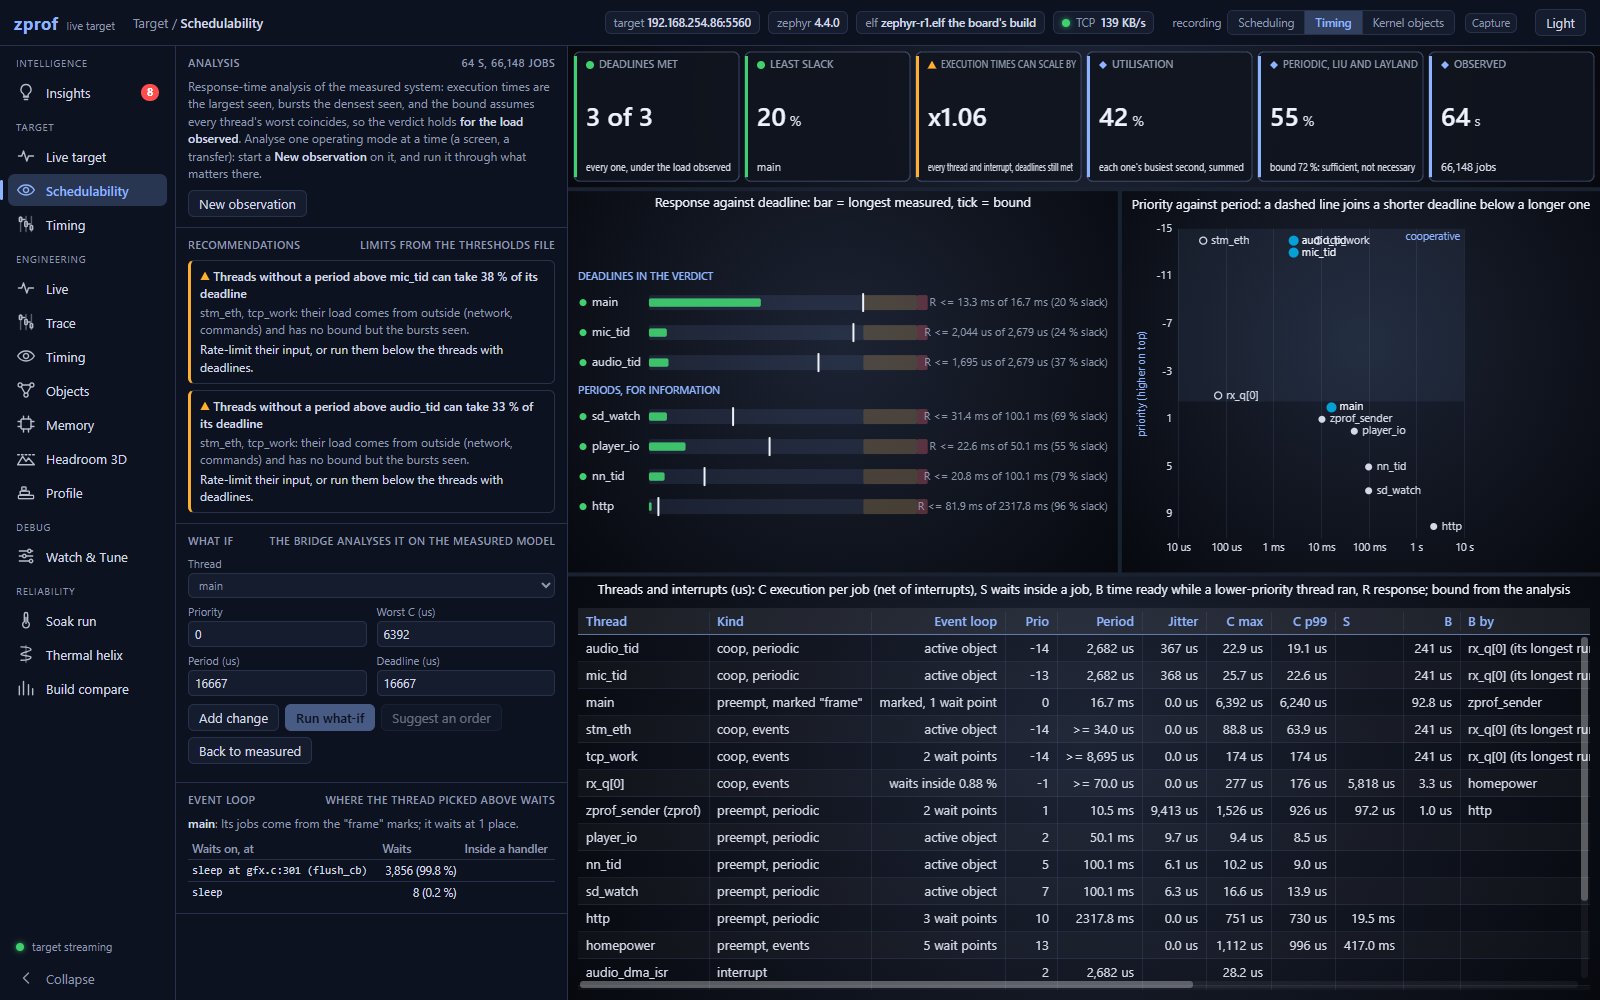 zprof live target
Target / Schedulability
target 192.168.254.86:5560
zephyr 4.4.0
elf zephyr-r1.elf the board's build
TCP 139 KB/s
recording
Scheduling
Timing
Kernel objects
Capture
Light
INTELLIGENCE
Insights 8
TARGET
Live target
Schedulability
Timing
ENGINEERING
Live
Trace
Timing
Objects
Memory
Headroom 3D
Profile
DEBUG
Watch & Tune
RELIABILITY
Soak run
Thermal helix
Build compare
target streaming
Collapse
ANALYSIS 64 S, 66,148 JOBS
Response-time analysis of the measured system: execution times are
the largest seen, bursts the densest seen, and the bound assumes
every thread's worst coincides, so the verdict holds for the load
observed. Analyse one operating mode at a time (a screen, a
transfer): start a New observation on it, and run it through what
matters there.
New observation
RECOMMENDATIONS LIMITS FROM THE THRESHOLDS FILE
Threads without a period above mic_tid can take 38 % of its
deadline
stm_eth, tcp_work: their load comes from outside (network,
commands) and has no bound but the bursts seen.
Rate-limit their input, or run them below the threads with
deadlines.
Threads without a period above audio_tid can take 33 % of
its deadline
stm_eth, tcp_work: their load comes from outside (network,
commands) and has no bound but the bursts seen.
Rate-limit their input, or run them below the threads with
deadlines.
WHAT IF THE BRIDGE ANALYSES IT ON THE MEASURED MODEL
Thread
main
Priority Worst C (us)
0 6392
Period (us) Deadline (us)
16667 16667
Add change Run what-if Suggest an order
Back to measured
EVENT LOOP WHERE THE THREAD PICKED ABOVE WAITS
main: Its jobs come from the "frame" marks; it waits at 1 place.
Waits on, at Waits Inside a handler
sleep at gfx.c:301 (flush_cb) 3,856 (99.8 %)
sleep 8 (0.2 %)
DEADLINES MET
3 of 3
every one, under the load observed
LEAST SLACK
20 %
main
EXECUTION TIMES CAN SCALE BY
x1.06
every thread and interrupt, deadlines still met
UTILISATION
42 %
each one's busiest second, summed
PERIODIC, LIU AND LAYLAND
55 %
bound 72 %: sufficient, not necessary
OBSERVED
64 s
66,148 jobs
Response against deadline: bar = longest measured, tick = bound
DEADLINES IN THE VERDICT
main R <= 13.3 ms of 16.7 ms (20 % slack)
mic_tid R <= 2,044 us of 2,679 us (24 % slack)
audio_tid R <= 1,695 us of 2,679 us (37 % slack)
PERIODS, FOR INFORMATION
sd_watch R <= 31.4 ms of 100.1 ms (69 % slack)
player_io R <= 22.6 ms of 50.1 ms (55 % slack)
nn_tid R <= 20.8 ms of 100.1 ms (79 % slack)
http R <= 81.9 ms of 2317.8 ms (96 % slack)
Priority against period: a dashed line joins a shorter deadline below a longer one
priority (higher on top)
-15
-11
-7
-3
1
5
9
cooperative
stm_eth
audio_tid
mic_tid
rx_q[0]
main
zprof_sender
player_io
nn_tid
sd_watch
http
10 us 100 us 1 ms 10 ms 100 ms 1 s 10 s
Threads and interrupts (us): C execution per job (net of interrupts), S waits inside a job, B time ready while a lower-priority thread ran, R response; bound from the analysis
Thread Kind Event loop Prio Period Jitter C max C p99 S B B by
audio_tid coop, periodic active object -14 2,682 us 367 us 22.9 us 19.1 us 241 us rx_q[0] (its longest ru
mic_tid coop, periodic active object -13 2,682 us 368 us 25.7 us 22.6 us 241 us rx_q[0] (its longest ru
main preempt, marked "frame" marked, 1 wait point 0 16.7 ms 0.0 us 6,392 us 6,240 us 92.8 us zprof_sender
stm_eth coop, events active object -14 >= 34.0 us 0.0 us 88.8 us 63.9 us 241 us rx_q[0] (its longest ru
tcp_work coop, events 2 wait points -14 >= 8,695 us 0.0 us 174 us 174 us 241 us rx_q[0] (its longest ru
rx_q[0] coop, events waits inside 0.88 % -1 >= 70.0 us 0.0 us 277 us 176 us 5,818 us 3.3 us homepower
zprof_sender (zprof) preempt, periodic 2 wait points 1 10.5 ms 9,413 us 1,526 us 926 us 97.2 us 1.0 us http
player_io preempt, periodic active object 2 50.1 ms 9.7 us 9.4 us 8.5 us
nn_tid preempt, periodic active object 5 100.1 ms 6.1 us 10.2 us 9.0 us
sd_watch preempt, periodic active object 7 100.1 ms 6.3 us 16.6 us 13.9 us
http preempt, periodic 3 wait points 10 2317.8 ms 0.0 us 751 us 730 us 19.5 ms
homepower preempt, events 5 wait points 13 0.0 us 1,112 us 996 us 417.0 ms
audio_dma_isr interrupt 2 2,682 us 28.2 us